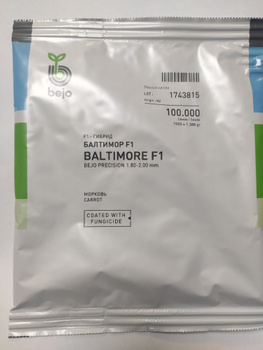 bejo
LOT:
1743815
100.000
F1 - ГИБРИД
БАЛТИМОР F1
BALTIMORE F1
BEJO PRECISION 1.80-2.00 mm
МОРКОВЬ
CARROT
COATED WITH
FUNGICIDE